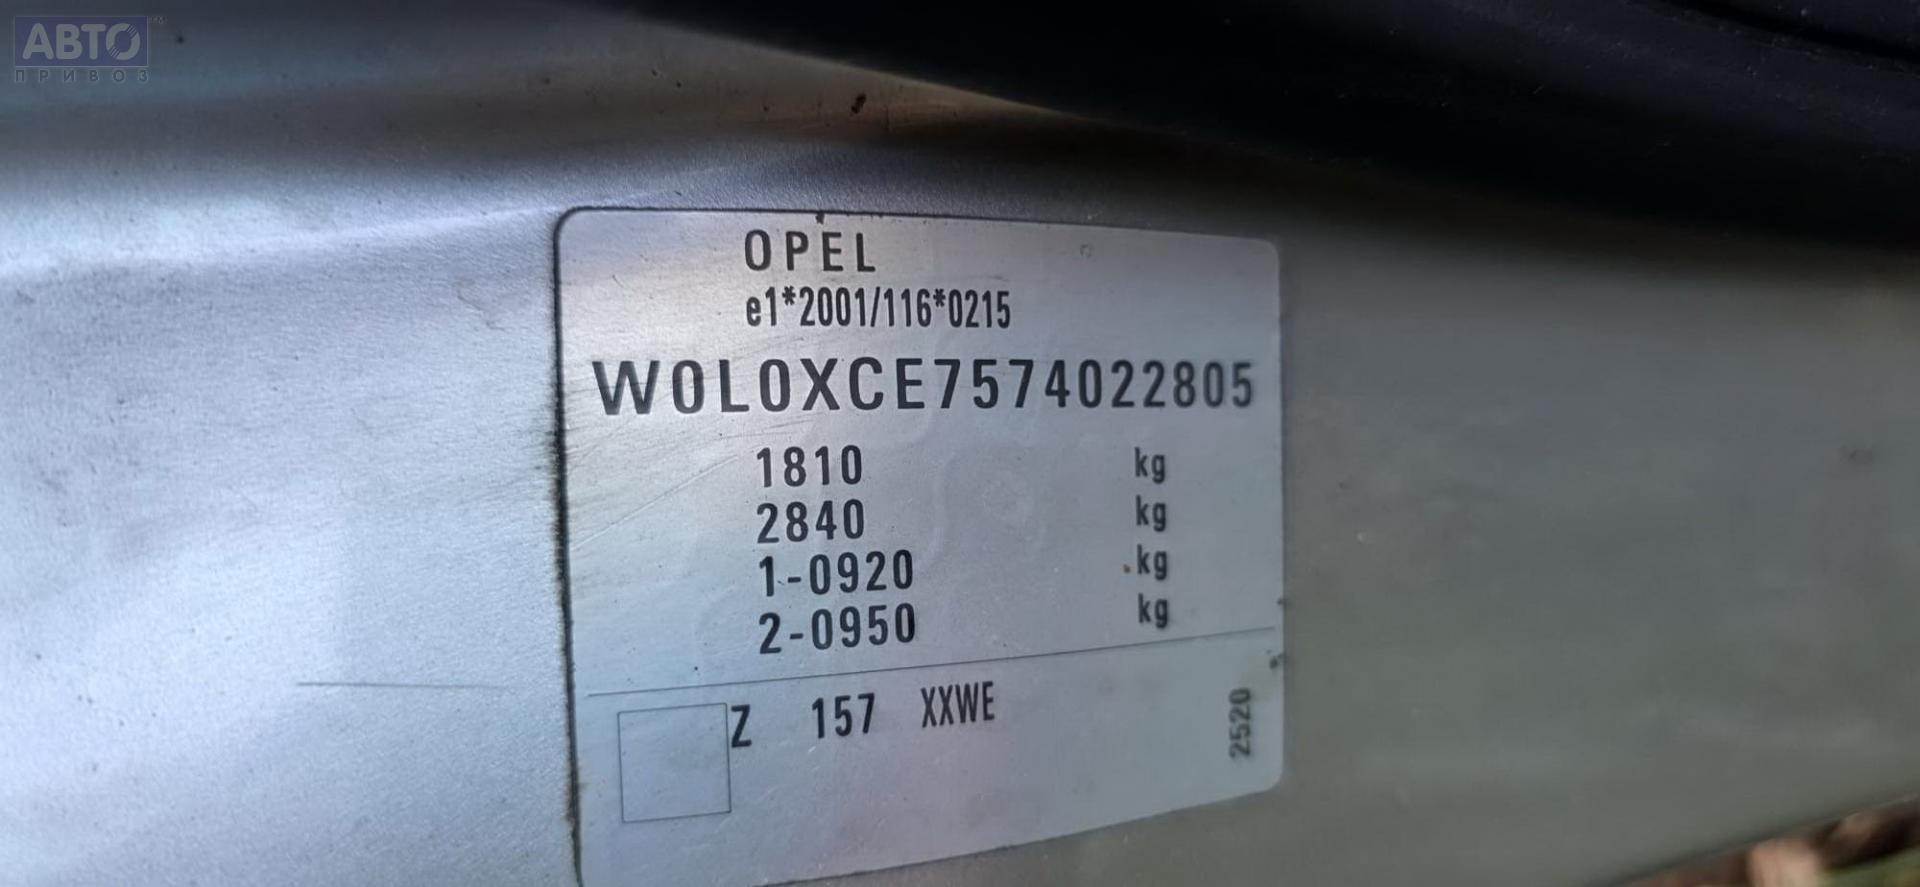 АВТО
ПРИВОЗ
OPEL
e1*2001/116*0215
W0L0XCE7574022805
1810 kg
2840 kg
1-0920 kg
2-0950 kg
Z 157 XXWE
2520